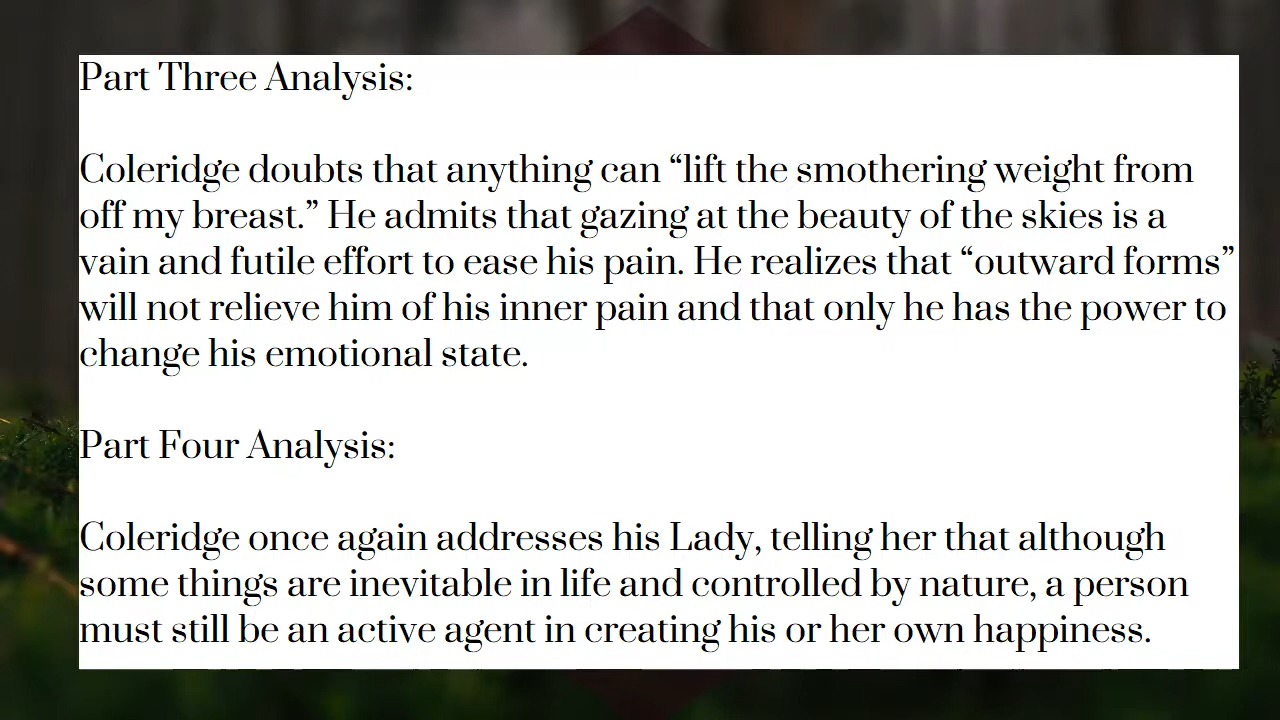 Part Three Analysis:
Coleridge doubts that anything can “lift the smothering weight from
off my breast.” He admits that gazing at the beauty of the skies is a
vain and futile effort to ease his pain. He realizes that “outward forms”
will not relieve him of his inner pain and that only he has the power to
change his emotional state.
Part Four Analysis:
Coleridge once again addresses his Lady, telling her that although
some things are inevitable in life and controlled by nature, a person
must still be an active agent in creating his or her own happiness.